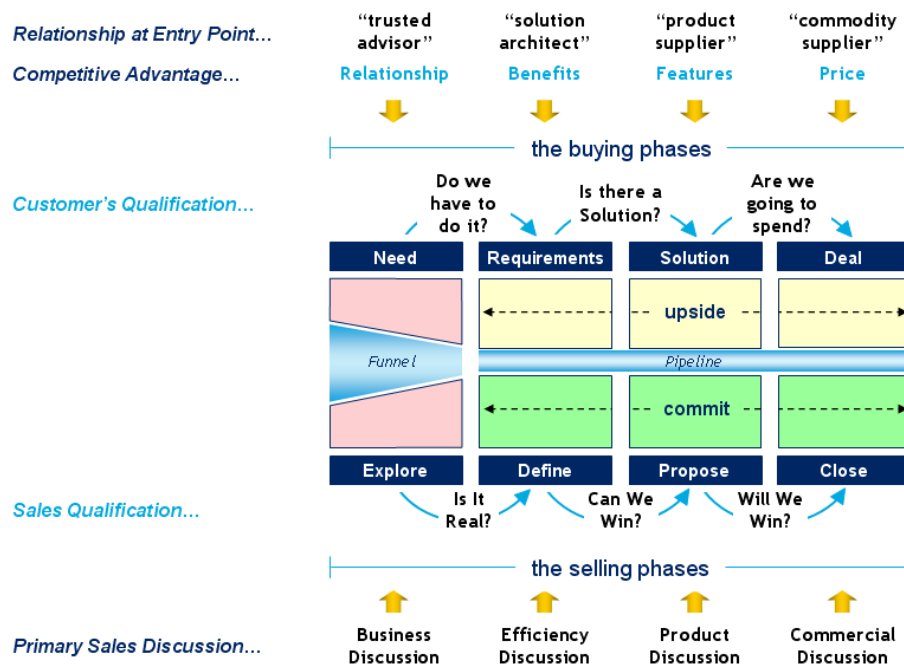 Relationship at Entry Point...
"trusted advisor"
"solution architect"
"product supplier"
"commodity supplier"
Competitive Advantage...
Relationship
Benefits
Features
Price
the buying phases
Customer's Qualification...
Do we have to do it?
Is there a Solution?
Are we going to spend?
Need
Requirements
Solution
Deal
upside
Funnel
Pipeline
commit
Explore
Define
Propose
Close
Sales Qualification...
Is It Real?
Can We Win?
Will We Win?
the selling phases
Primary Sales Discussion...
Business Discussion
Efficiency Discussion
Product Discussion
Commercial Discussion